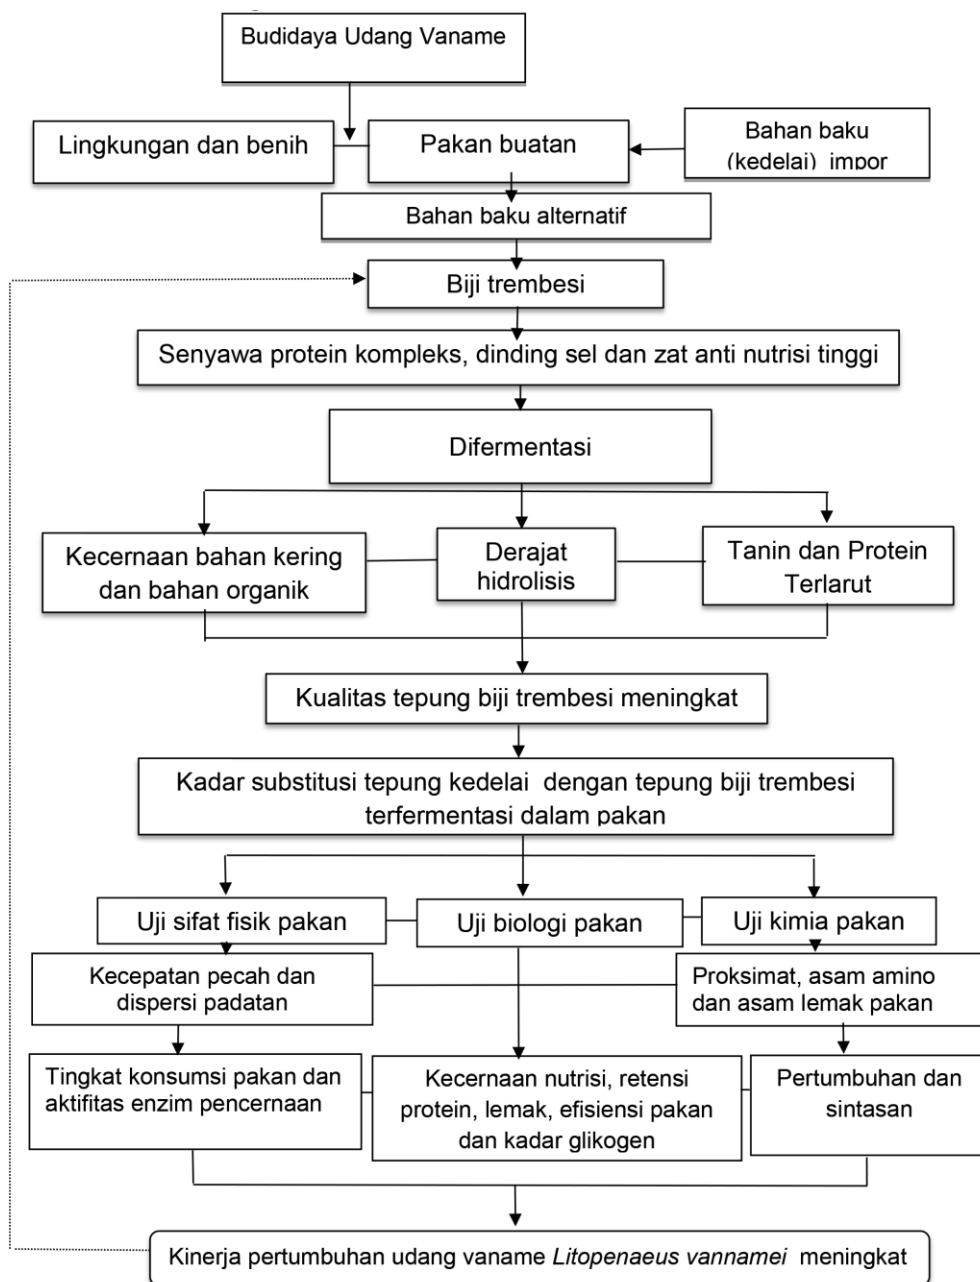 Budidaya Udang Vaname
Lingkungan dan benih
Pakan buatan
Bahan baku
(kedelai) impor
Bahan baku alternatif
Biji trembesi
Senyawa protein kompleks, dinding sel dan zat anti nutrisi tinggi
Difermentasi
Kecernaan bahan kering
dan bahan organik
Derajat
hidrolisis
Tanin dan Protein
Terlarut
Kualitas tepung biji trembesi meningkat
Kadar substitusi tepung kedelai dengan tepung biji trembesi
terfermentasi dalam pakan
Uji sifat fisik pakan
Uji biologi pakan
Uji kimia pakan
Kecepatan pecah dan
dispersi padatan
Proksimat, asam amino
dan asam lemak pakan
Tingkat konsumsi pakan dan
aktifitas enzim pencernaan
Kecernaan nutrisi, retensi
protein, lemak, efisiensi pakan
dan kadar glikogen
Pertumbuhan dan
sintasan
Kinerja pertumbuhan udang vaname Litopenaeus vannamei meningkat